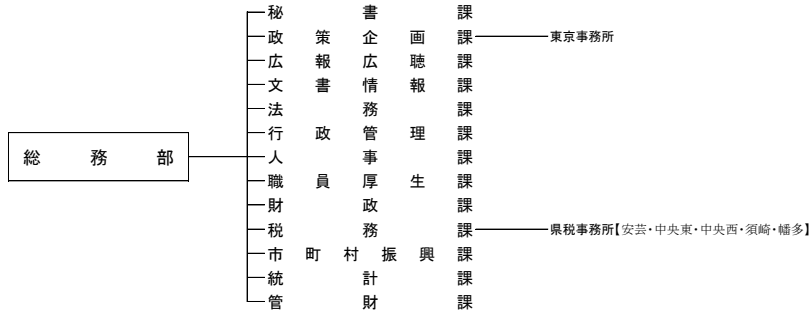 秘書課
政策企画課 東京事務所
広報広聴課
文書情報課
法務課
行政管理課
総務部 人事課
職員厚生課
財政課
税務課 県税事務所【安芸・中央東・中央西・須崎・幡多】
市町村振興課
統計課
管財課